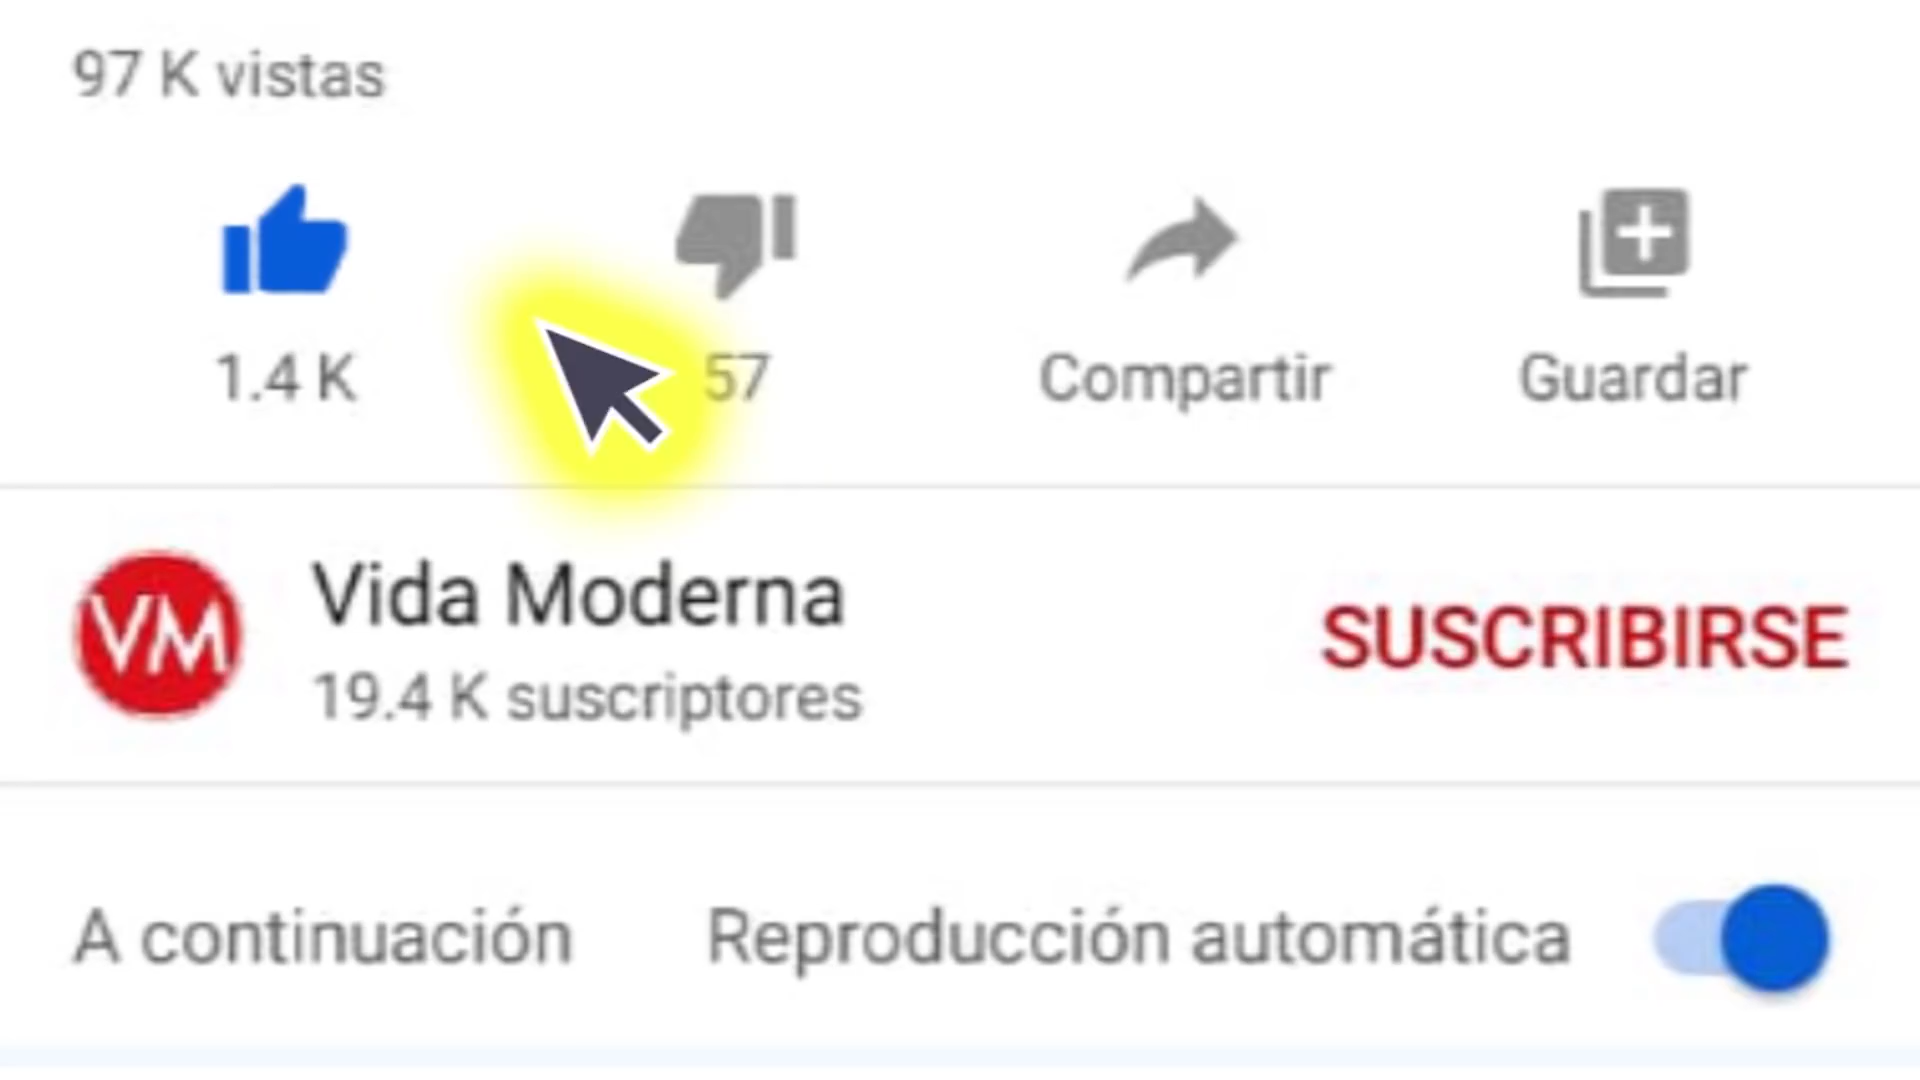 97 K vistas
1.4 K
57
Compartir
Guardar
VM
Vida Moderna
19.4 K suscriptores
SUSCRIBIRSE
A continuación
Reproducción automática